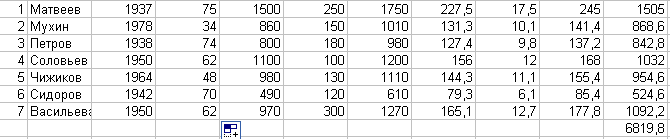 1 Матвеев 1937 75 1500 250 1750 227,5 17,5 245 1505
2 Мухин 1978 34 860 150 1010 131,3 10,1 141,4 868,6
3 Петров 1938 74 800 180 980 127,4 9,8 137,2 842,8
4 Соловьев 1950 62 1100 100 1200 156 12 168 1032
5 Чижиков 1964 48 980 130 1110 144,3 11,1 155,4 954,6
6 Сидоров 1942 70 490 120 610 79,3 6,1 85,4 524,6
7 Васильева 1950 62 970 300 1270 165,1 12,7 177,8 1092,2
6819,8